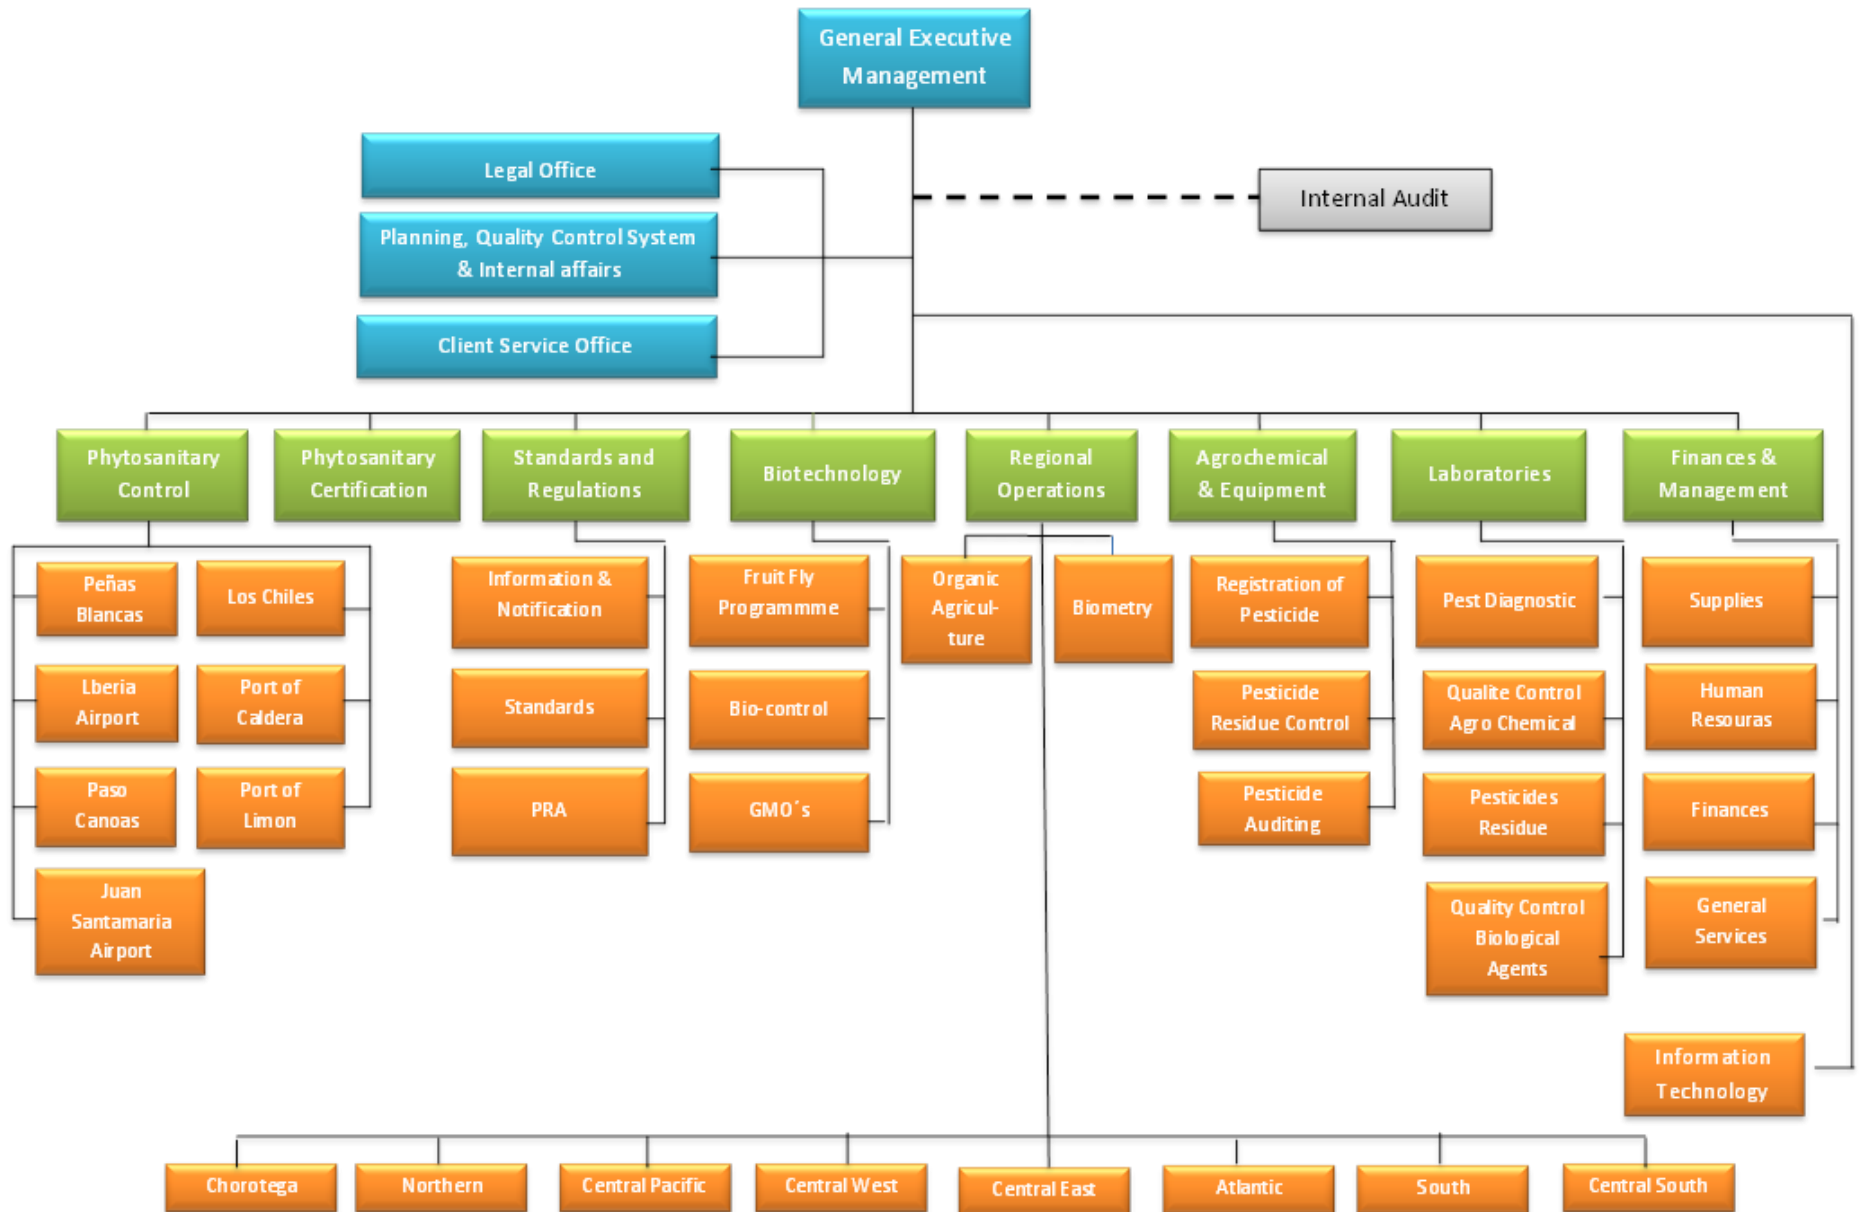 General Executive
Management
Legal Office
Internal Audit
Planning, Quality Control System
& Internal affairs
Client Service Office
Phytosanitary
Control
Phytosanitary
Certification
Standards and
Regulations
Biotechnology
Regional
Operations
Agrochemical
& Equipment
Laboratories
Finances &
Management
Peñas
Blancas
Los Chiles
Lberia
Airport
Port of
Caldera
Paso
Canoas
Port of
Limon
Juan
Santamaria
Airport
Information &
Notification
Standards
PRA
Fruit Fly
Programmme
Bio-control
GMO´s
Organic
Agricul-
ture
Biometry
Registration of
Pesticide
Pesticide
Residue Control
Pesticide
Auditing
Pest Diagnostic
Qualite Control
Agro Chemical
Pesticides
Residue
Quality Control
Biological
Agents
Supplies
Human
Resouras
Finances
General
Services
Information
Technology
Chorotega
Northern
Central Pacific
Central West
Central East
Atlantic
South
Central South